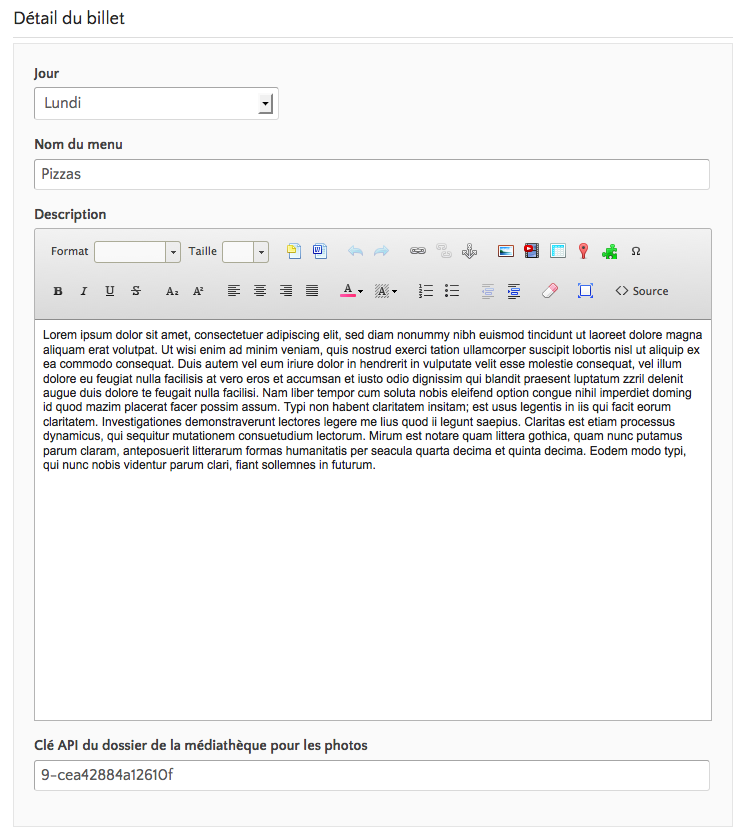 Détail du billet
Jour
Lundi
Nom du menu
Pizzas
Description
Format Taille Ω
B I U S A₂ A² A A <> Source
Lorem ipsum dolor sit amet, consectetuer adipiscing elit, sed diam nonummy nibh euismod tincidunt ut laoreet dolore magna
aliquam erat volutpat. Ut wisi enim ad minim veniam, quis nostrud exerci tation ullamcorper suscipit lobortis nisl ut aliquip ex
ea commodo consequat. Duis autem vel eum iriure dolor in hendrerit in vulputate velit esse molestie consequat, vel illum
dolore eu feugiat nulla facilisis at vero eros et accumsan et iusto odio dignissim qui blandit praesent luptatum zzril delenit
augue duis dolore te feugait nulla facilisi. Nam liber tempor cum soluta nobis eleifend option congue nihil imperdiet doming
id quod mazim placerat facer possim assum. Typi non habent claritatem insitam; est usus legentis in iis qui facit eorum
claritatem. Investigationes demonstraverunt lectores legere me lius quod ii legunt saepius. Claritas est etiam processus
dynamicus, qui sequitur mutationem consuetudium lectorum. Mirum est notare quam littera gothica, quam nunc putamus
parum claram, anteposuerit litterarum formas humanitatis per seacula quarta decima et quinta decima. Eodem modo typi,
qui nunc nobis videntur parum clari, fiant sollemnes in futurum.
Clé API du dossier de la médiathèque pour les photos
9-cea42884a12610f